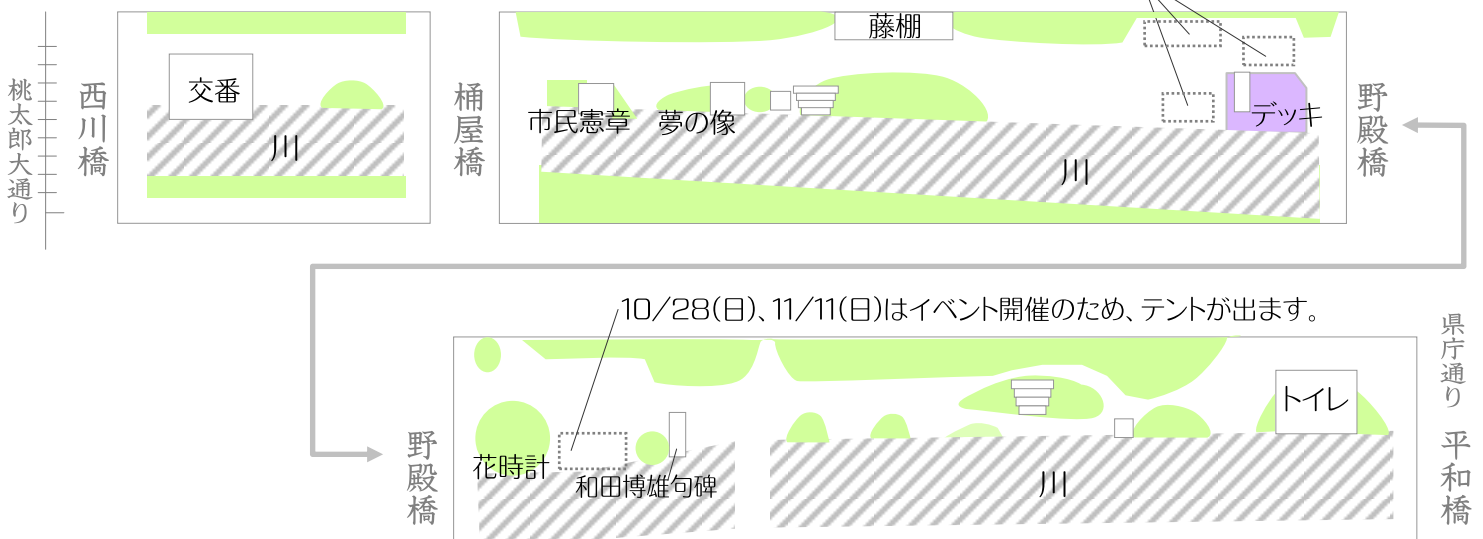 桃太郎大通り
西川橋
交番
川
桶屋橋
藤棚
市民憲章
夢の像
川
デッキ
野殿橋
10/28(日)、11/11(日)はイベント開催のため、テントが出ます。
野殿橋
花時計
和田博雄句碑
川
トイレ
県庁通り
平和橋